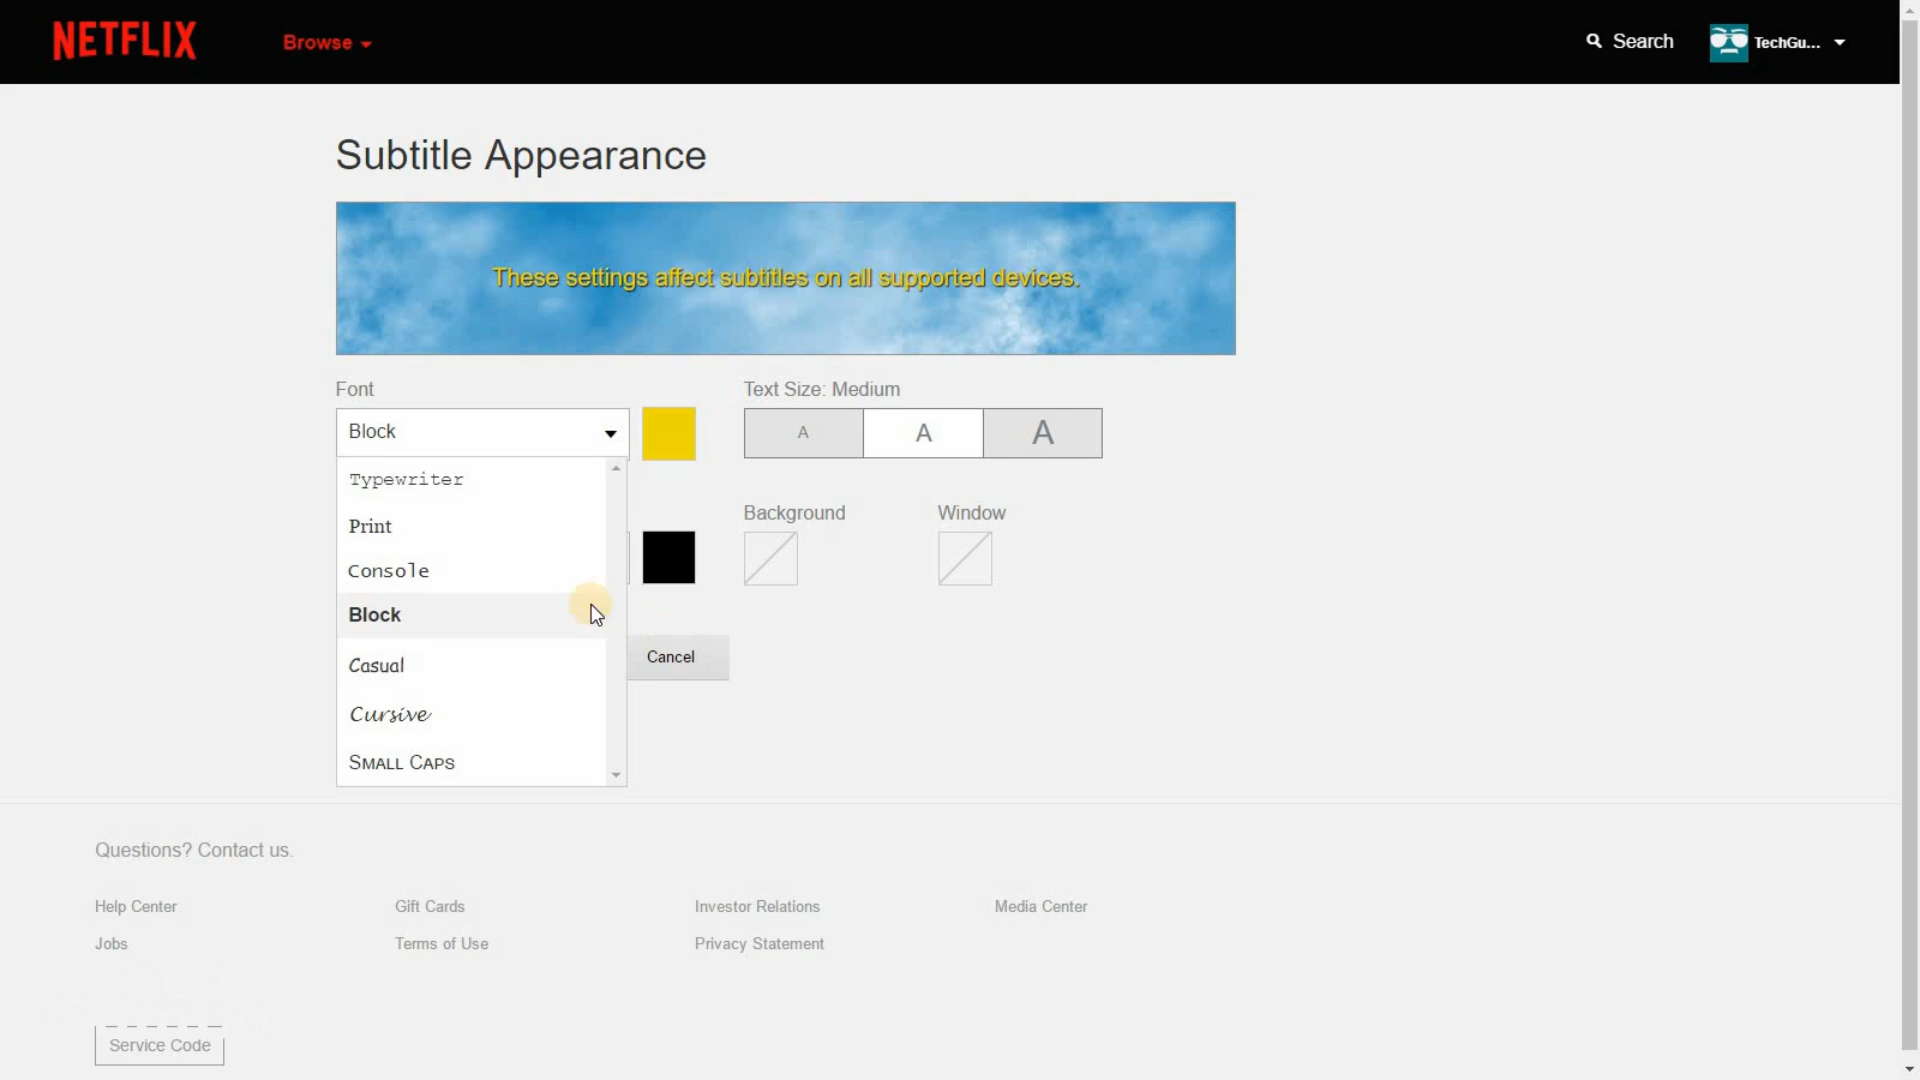 NETFLIX
Browse
Search
TechGu...
Subtitle Appearance
These settings affect subtitles on all supported devices.
Font
Text Size: Medium
Block
A A A
Typewriter
Print
Console
Block
Casual
Cursive
SMALL CAPS
Background
Window
Cancel
Questions? Contact us.
Help Center
Gift Cards
Investor Relations
Media Center
Jobs
Terms of Use
Privacy Statement
Service Code